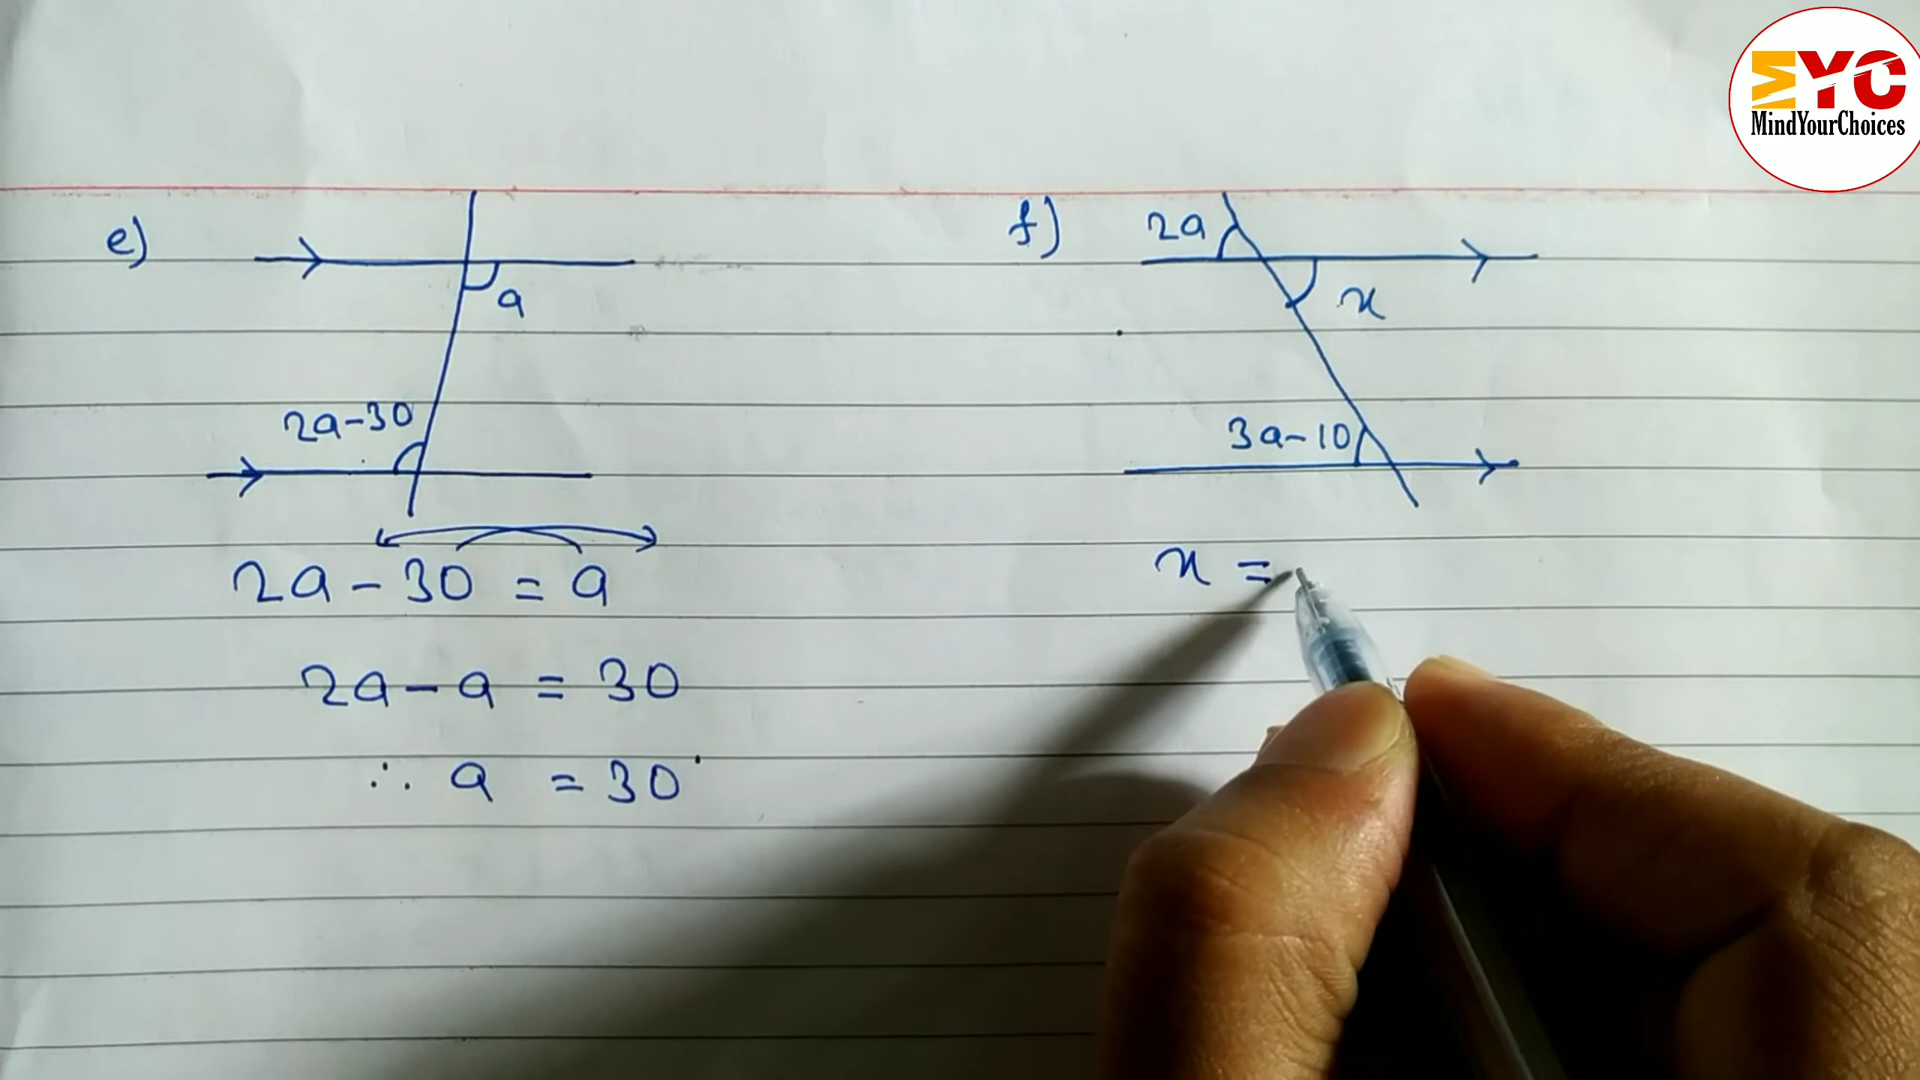 MYC
MindYourChoices
e)
a
2a-30
2a - 30 = a
2a - a = 30
∴ a = 30°
f)
2a
x
3a-10
x =